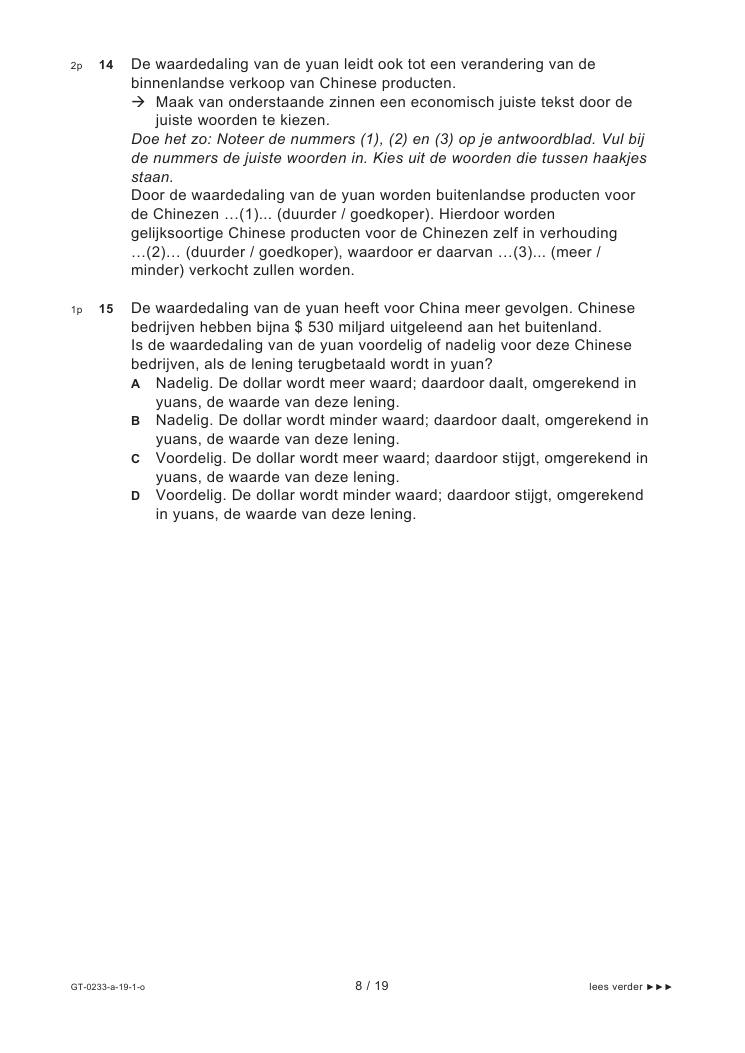 2p 14 De waardedaling van de yuan leidt ook tot een verandering van de
binnenlandse verkoop van Chinese producten.
→ Maak van onderstaande zinnen een economisch juiste tekst door de
juiste woorden te kiezen.
Doe het zo: Noteer de nummers (1), (2) en (3) op je antwoordblad. Vul bij
de nummers de juiste woorden in. Kies uit de woorden die tussen haakjes
staan.
Door de waardedaling van de yuan worden buitenlandse producten voor
de Chinezen …(1)... (duurder / goedkoper). Hierdoor worden
gelijksoortige Chinese producten voor de Chinezen zelf in verhouding
…(2)… (duurder / goedkoper), waardoor er daarvan …(3)... (meer /
minder) verkocht zullen worden.
1p 15 De waardedaling van de yuan heeft voor China meer gevolgen. Chinese
bedrijven hebben bijna $ 530 miljard uitgeleend aan het buitenland.
Is de waardedaling van de yuan voordelig of nadelig voor deze Chinese
bedrijven, als de lening terugbetaald wordt in yuan?
A Nadelig. De dollar wordt meer waard; daardoor daalt, omgerekend in
yuans, de waarde van deze lening.
B Nadelig. De dollar wordt minder waard; daardoor daalt, omgerekend in
yuans, de waarde van deze lening.
C Voordelig. De dollar wordt meer waard; daardoor stijgt, omgerekend in
yuans, de waarde van deze lening.
D Voordelig. De dollar wordt minder waard; daardoor stijgt, omgerekend
in yuans, de waarde van deze lening.
GT-0233-a-19-1-o 8 / 19 lees verder ►►►